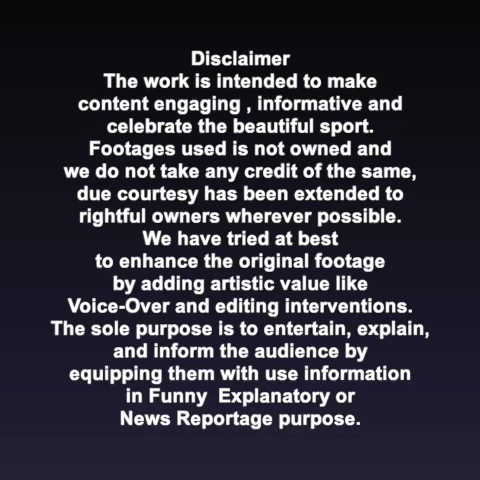 Disclaimer
The work is intended to make
content engaging , informative and
celebrate the beautiful sport.
Footages used is not owned and
we do not take any credit of the same,
due courtesy has been extended to
rightful owners wherever possible.
We have tried at best
to enhance the original footage
by adding artistic value like
Voice-Over and editing interventions.
The sole purpose is to entertain, explain,
and inform the audience by
equipping them with use information
in Funny  Explanatory or
News Reportage purpose.